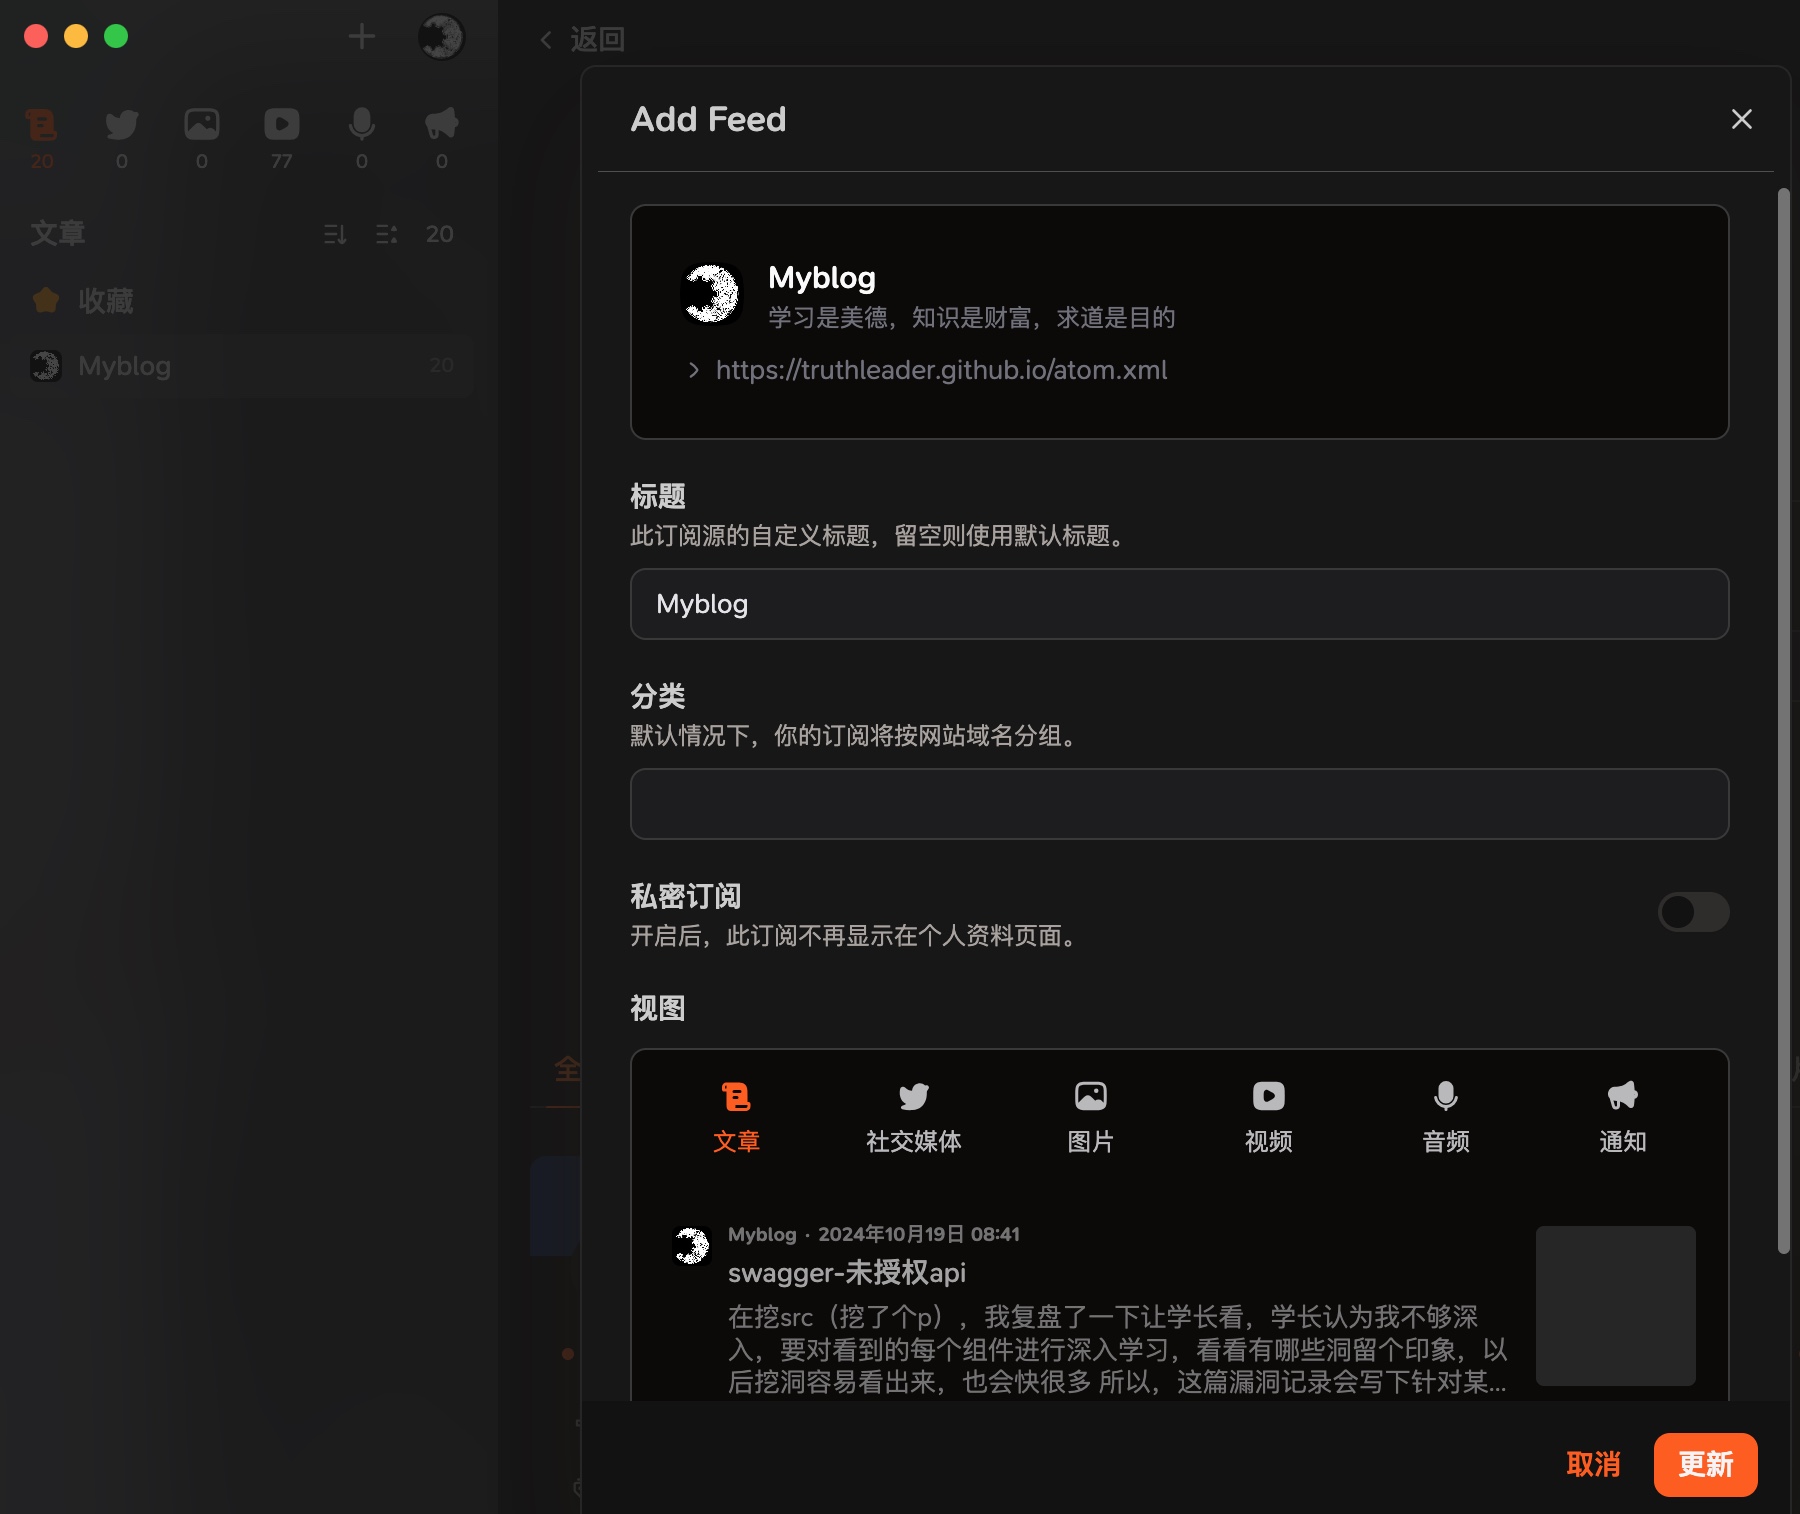 返回
20
0
0
77
0
0
文章
20
收藏
Myblog
20
Add Feed
Myblog
学习是美德，知识是财富，求道是目的
https://truthleader.github.io/atom.xml
标题
此订阅源的自定义标题，留空则使用默认标题。
Myblog
分类
默认情况下，你的订阅将按网站域名分组。
私密订阅
开启后，此订阅不再显示在个人资料页面。
视图
全
文章
社交媒体
图片
视频
音频
通知
Myblog · 2024年10月19日 08:41
swagger-未授权api
在挖src（挖了个p），我复盘了一下让学长看，学长认为我不够深
入，要对看到的每个组件进行深入学习，看看有哪些洞留个印象，以
后挖洞容易看出来，也会快很多 所以，这篇漏洞记录会写下针对某...
取消
更新